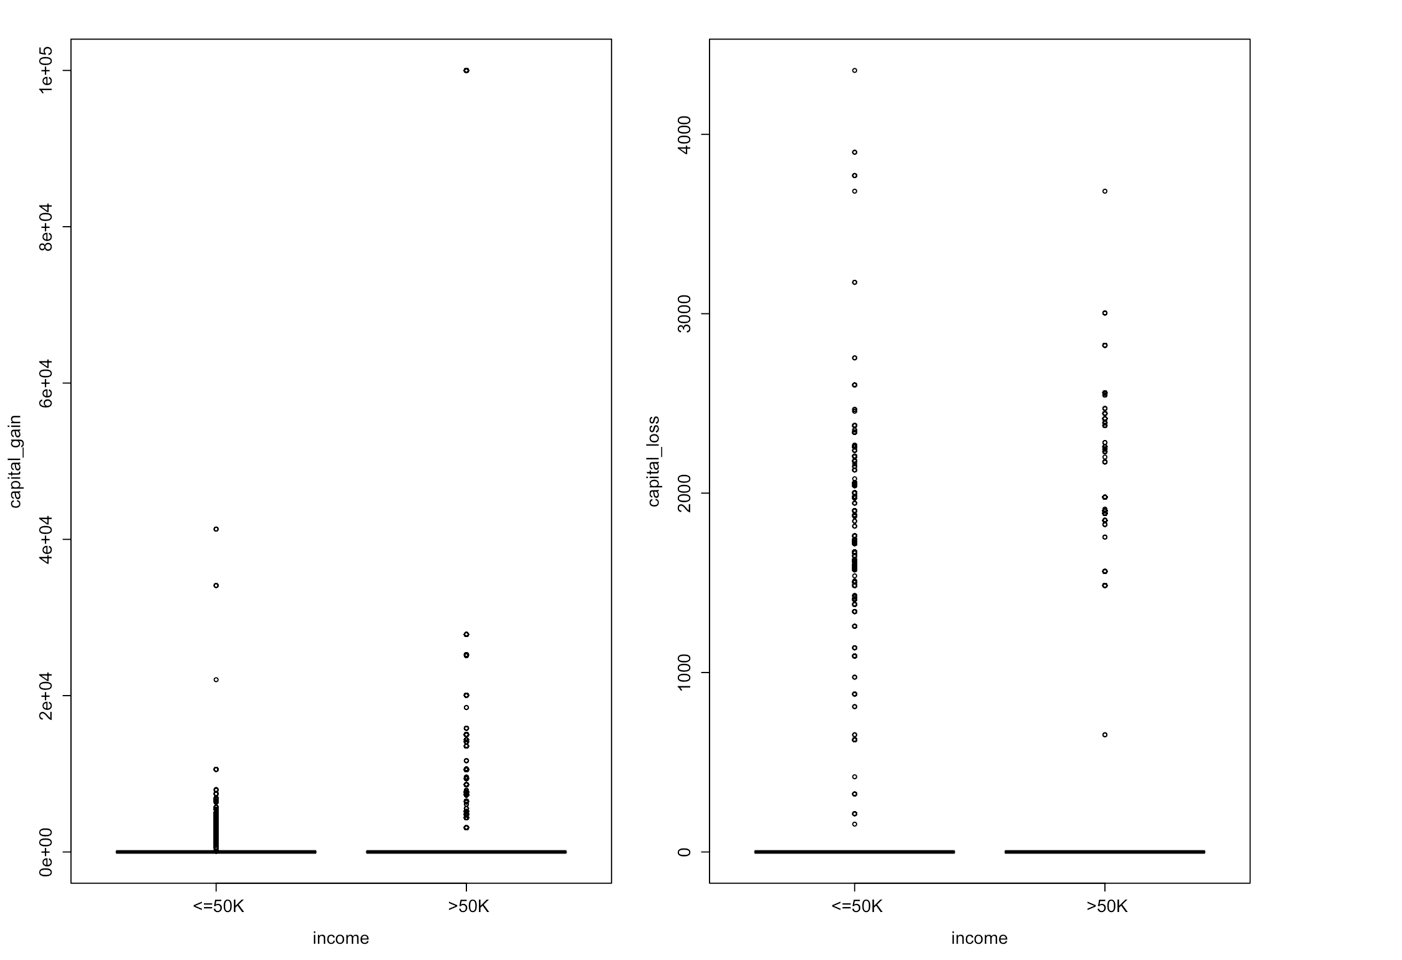 capital_gain
1e+05
8e+04
6e+04
4e+04
2e+04
0e+00
<=50K >50K
income
capital_loss
4000
3000
2000
1000
0
<=50K >50K
income